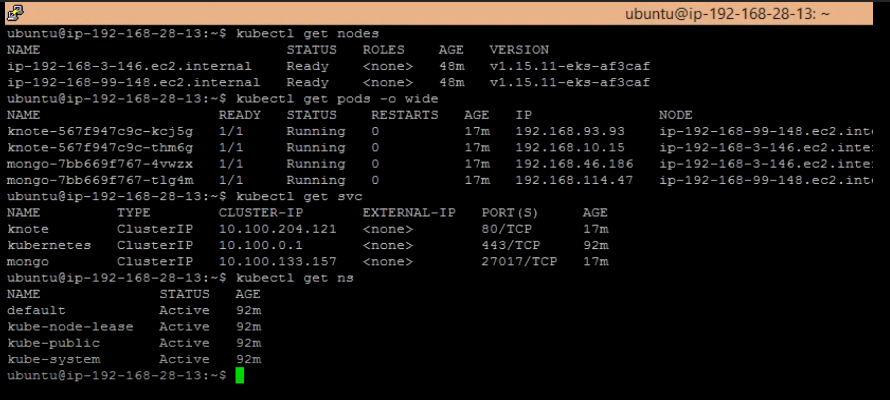 ubuntu@ip-192-168-28-13: ~
ubuntu@ip-192-168-28-13:~$ kubectl get nodes
NAME STATUS ROLES AGE VERSION
ip-192-168-3-146.ec2.internal Ready <none> 48m v1.15.11-eks-af3caf
ip-192-168-99-148.ec2.internal Ready <none> 48m v1.15.11-eks-af3caf
ubuntu@ip-192-168-28-13:~$ kubectl get pods -o wide
NAME READY STATUS RESTARTS AGE IP NODE
knote-567f947c9c-kcj5g 1/1 Running 0 17m 192.168.93.93 ip-192-168-99-148.ec2.inte
knote-567f947c9c-thm6g 1/1 Running 0 17m 192.168.10.15 ip-192-168-3-146.ec2.inter
mongo-7bb669f767-4vwzx 1/1 Running 0 17m 192.168.46.186 ip-192-168-3-146.ec2.inter
mongo-7bb669f767-tlg4m 1/1 Running 0 17m 192.168.114.47 ip-192-168-99-148.ec2.inte
ubuntu@ip-192-168-28-13:~$ kubectl get svc
NAME TYPE CLUSTER-IP EXTERNAL-IP PORT(S) AGE
knote ClusterIP 10.100.204.121 <none> 80/TCP 17m
kubernetes ClusterIP 10.100.0.1 <none> 443/TCP 92m
mongo ClusterIP 10.100.133.157 <none> 27017/TCP 17m
ubuntu@ip-192-168-28-13:~$ kubectl get ns
NAME STATUS AGE
default Active 92m
kube-node-lease Active 92m
kube-public Active 92m
kube-system Active 92m
ubuntu@ip-192-168-28-13:~$